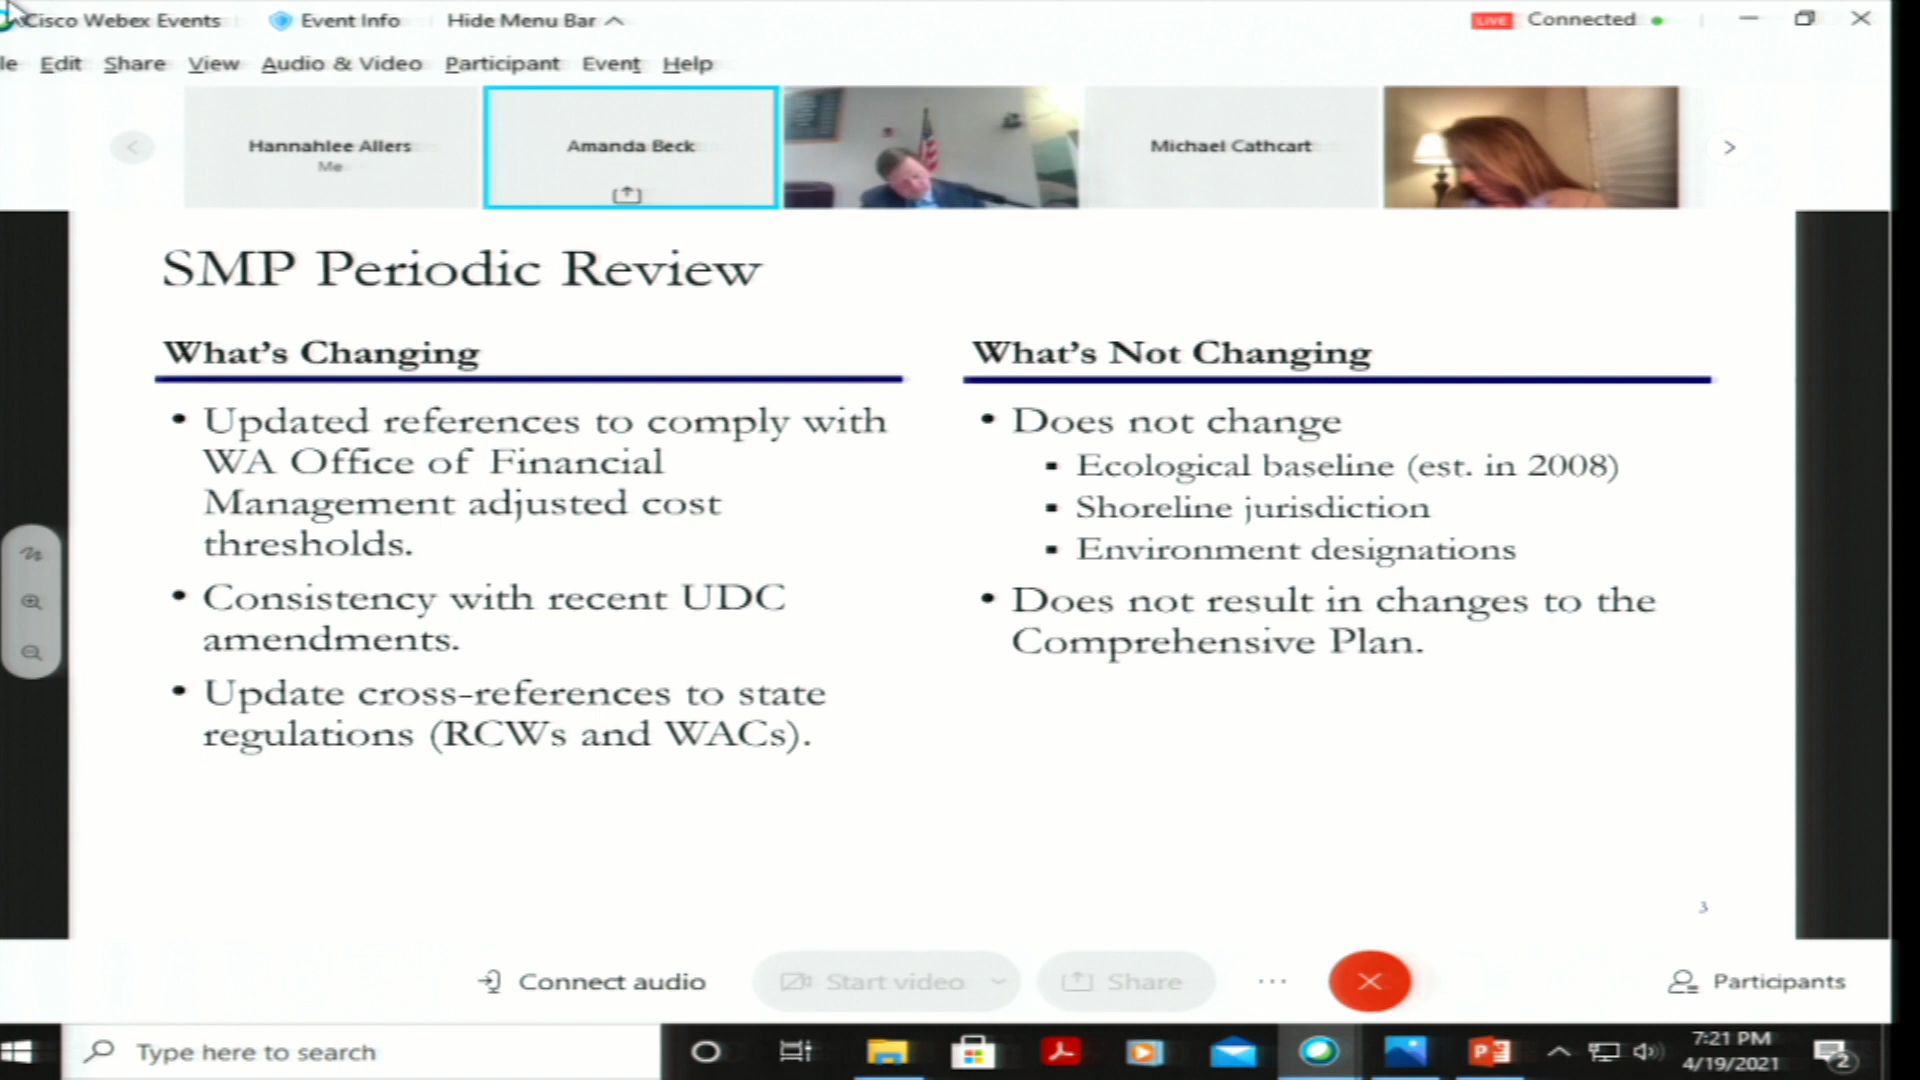 Cisco Webex Events
Event Info
Hide Menu Bar
LIVE
Connected
le Edit Share View Audio & Video Participant Event Help
Hannahlee Allers
Me
Amanda Beck
Michael Cathcart
SMP Periodic Review
What's Changing
• Updated references to comply with
WA Office of Financial
Management adjusted cost
thresholds.
• Consistency with recent UDC
amendments.
• Update cross-references to state
regulations (RCWs and WACs).
What's Not Changing
• Does not change
▪ Ecological baseline (est. in 2008)
▪ Shoreline jurisdiction
▪ Environment designations
• Does not result in changes to the
Comprehensive Plan.
3
Connect audio
Start video
Share
Participants
Type here to search
7:21 PM
4/19/2021
2